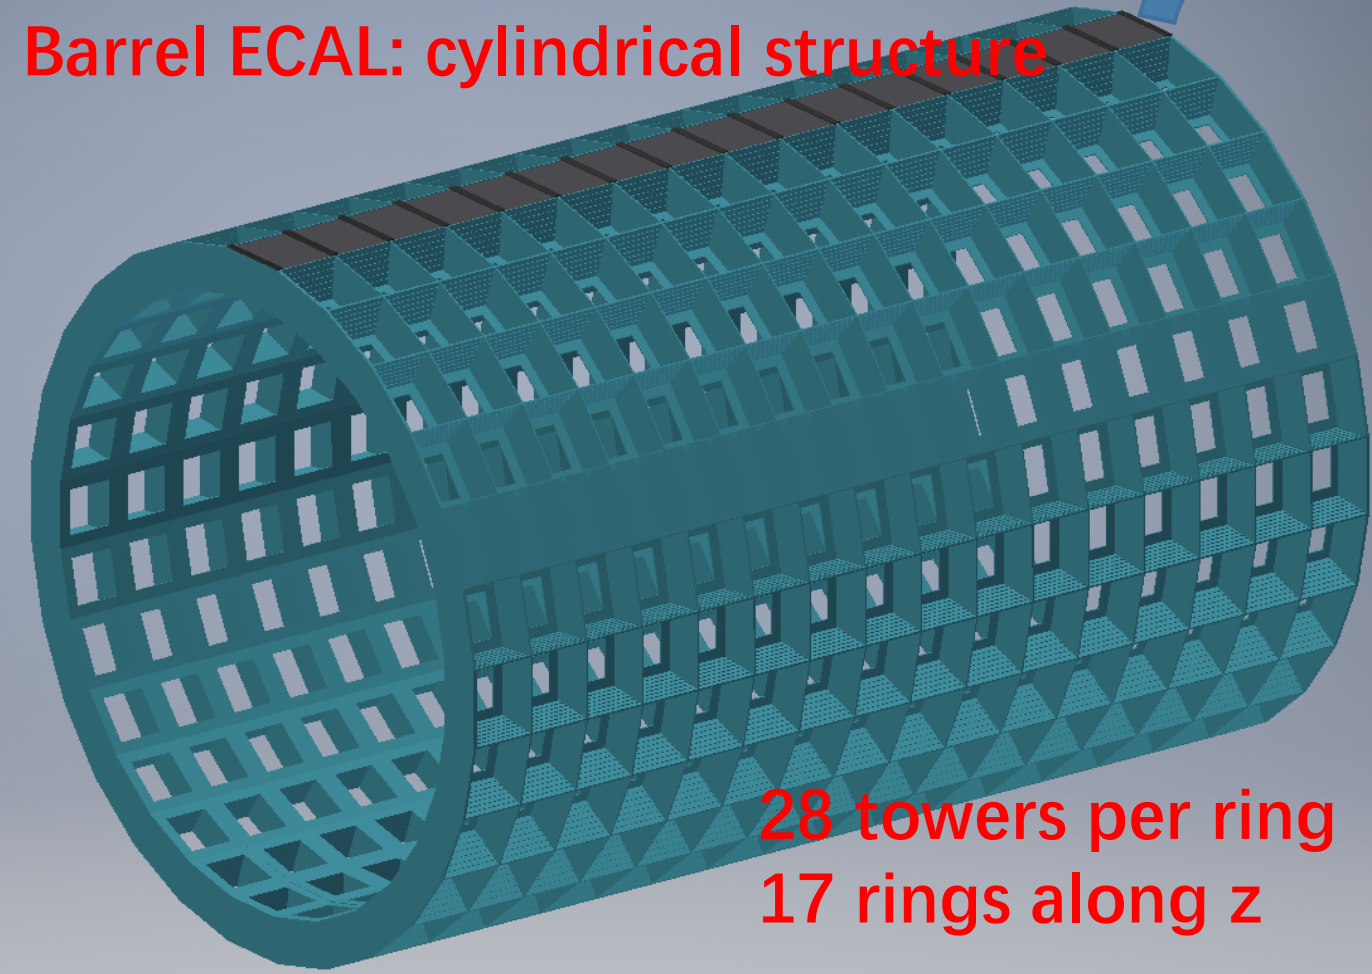 Barrel ECAL: cylindrical structure
28 towers per ring
17 rings along z